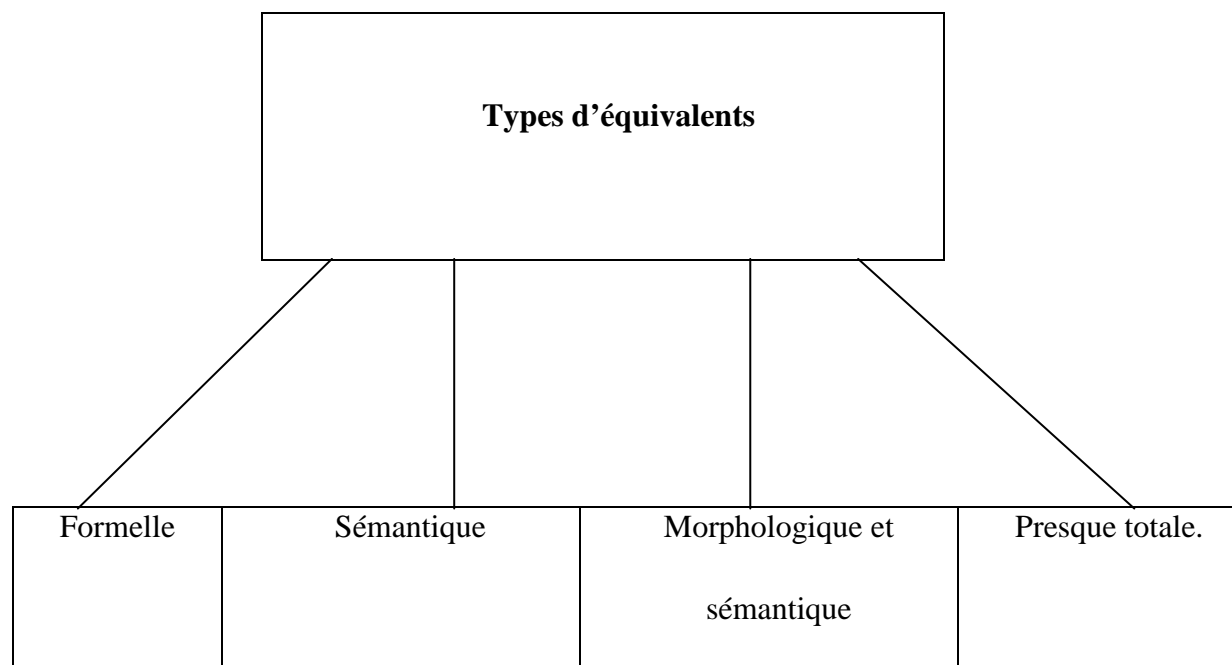 Types d’équivalents
Formelle
Sémantique
Morphologique et
sémantique
Presque totale.